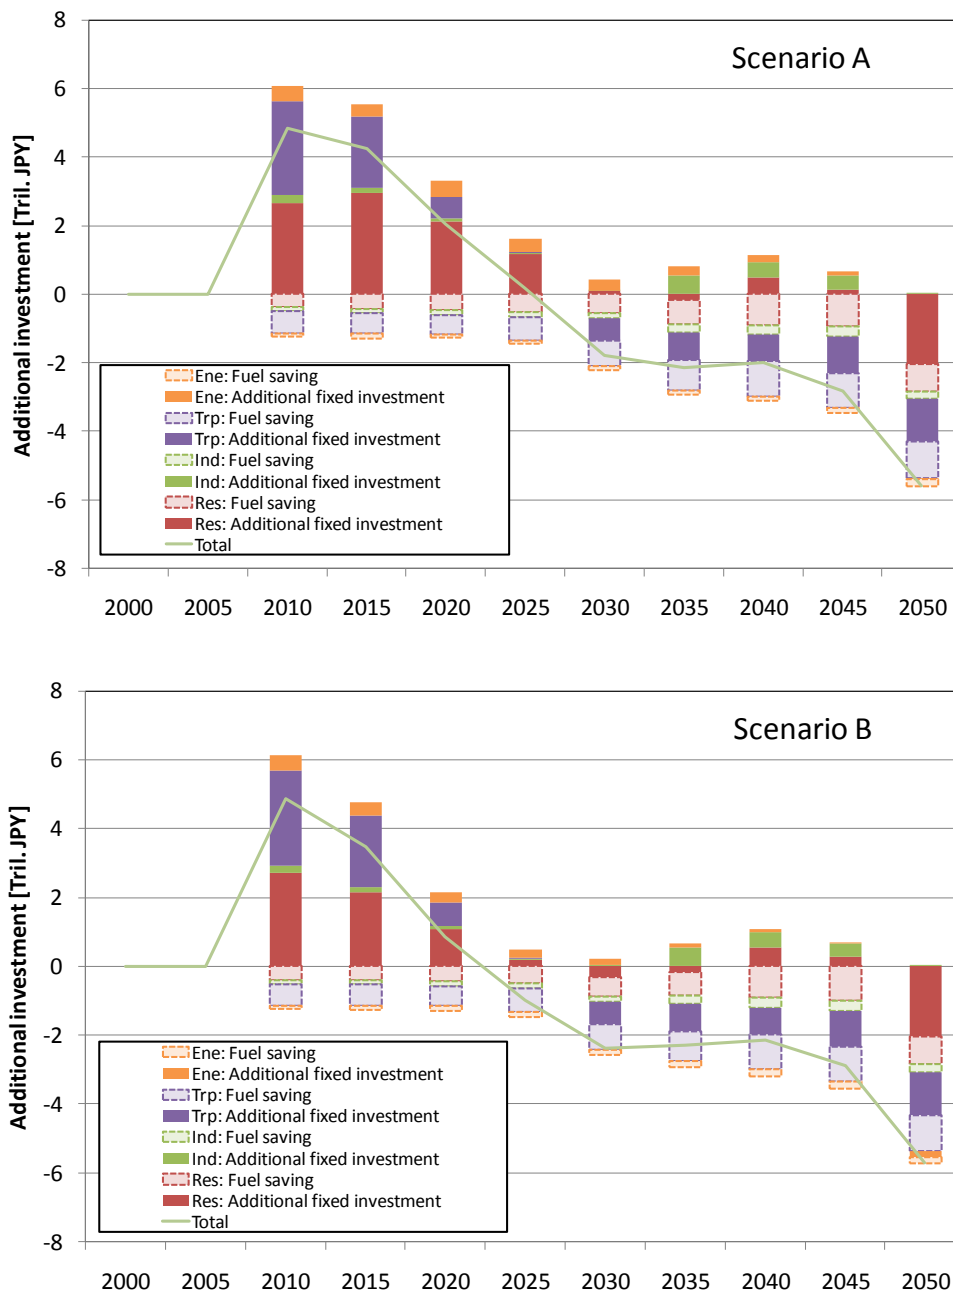 8
Scenario A
6
4
2
0
-2
-4
-6
-8
Additional investment [Tril. JPY]
Ene: Fuel saving
Ene: Additional fixed investment
Trp: Fuel saving
Trp: Additional fixed investment
Ind: Fuel saving
Ind: Additional fixed investment
Res: Fuel saving
Res: Additional fixed investment
Total
2000 2005 2010 2015 2020 2025 2030 2035 2040 2045 2050
8
Scenario B
6
4
2
0
-2
-4
-6
-8
Additional investment [Tril. JPY]
Ene: Fuel saving
Ene: Additional fixed investment
Trp: Fuel saving
Trp: Additional fixed investment
Ind: Fuel saving
Ind: Additional fixed investment
Res: Fuel saving
Res: Additional fixed investment
Total
2000 2005 2010 2015 2020 2025 2030 2035 2040 2045 2050